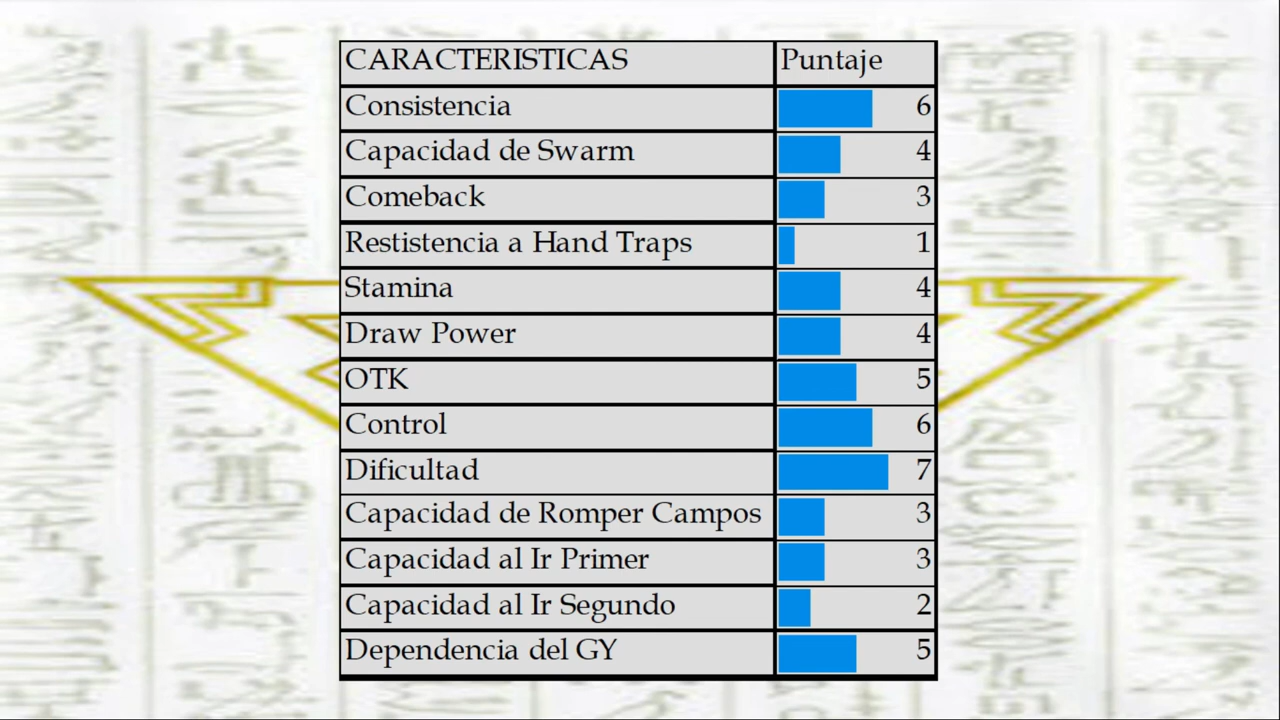 CARACTERISTICAS Puntaje
Consistencia 6
Capacidad de Swarm 4
Comeback 3
Restistencia a Hand Traps 1
Stamina 4
Draw Power 4
OTK 5
Control 6
Dificultad 7
Capacidad de Romper Campos 3
Capacidad al Ir Primer 3
Capacidad al Ir Segundo 2
Dependencia del GY 5